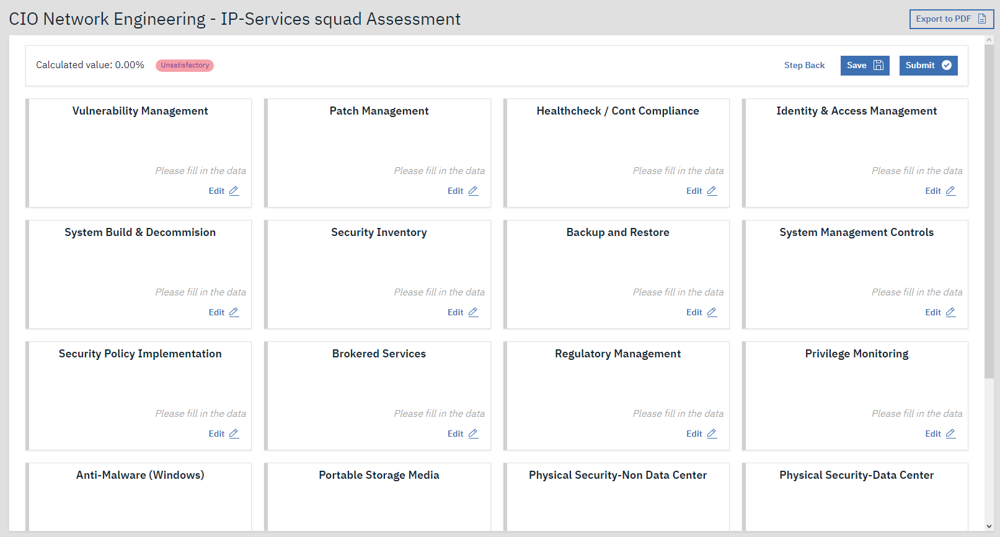 CIO Network Engineering - IP-Services squad Assessment
Export to PDF
Calculated value: 0.00%
Unsatisfactory
Step Back
Save
Submit
Vulnerability Management
Please fill in the data
Edit
Patch Management
Please fill in the data
Edit
Healthcheck / Cont Compliance
Please fill in the data
Edit
Identity & Access Management
Please fill in the data
Edit
System Build & Decommision
Please fill in the data
Edit
Security Inventory
Please fill in the data
Edit
Backup and Restore
Please fill in the data
Edit
System Management Controls
Please fill in the data
Edit
Security Policy Implementation
Please fill in the data
Edit
Brokered Services
Please fill in the data
Edit
Regulatory Management
Please fill in the data
Edit
Privilege Monitoring
Please fill in the data
Edit
Anti-Malware (Windows)
Portable Storage Media
Physical Security-Non Data Center
Physical Security-Data Center